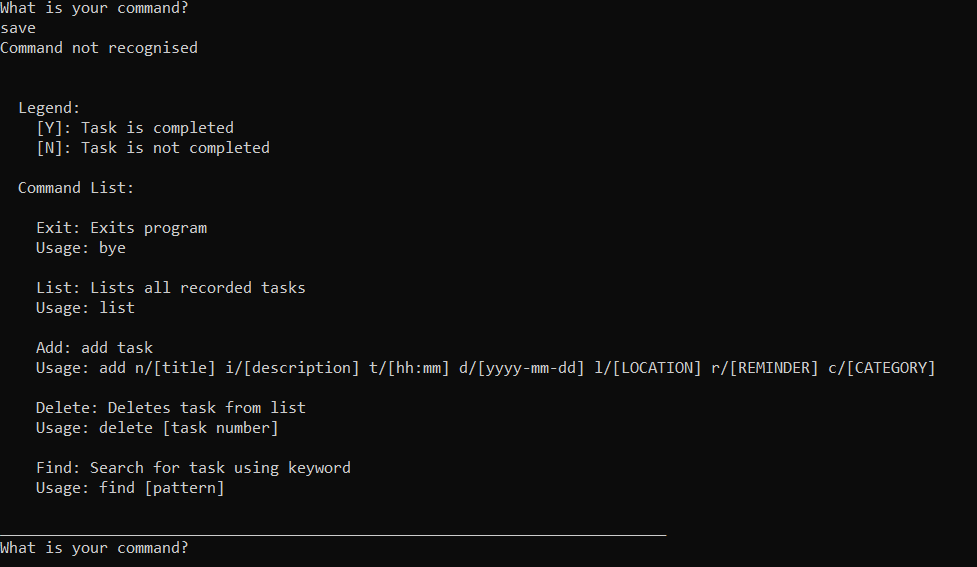 What is your command?
save
Command not recognised
Legend:
[Y]: Task is completed
[N]: Task is not completed
Command List:
Exit: Exits program
Usage: bye
List: Lists all recorded tasks
Usage: list
Add: add task
Usage: add n/[title] i/[description] t/[hh:mm] d/[yyyy-mm-dd] l/[LOCATION] r/[REMINDER] c/[CATEGORY]
Delete: Deletes task from list
Usage: delete [task number]
Find: Search for task using keyword
Usage: find [pattern]
__________________________________________________________________________
What is your command?